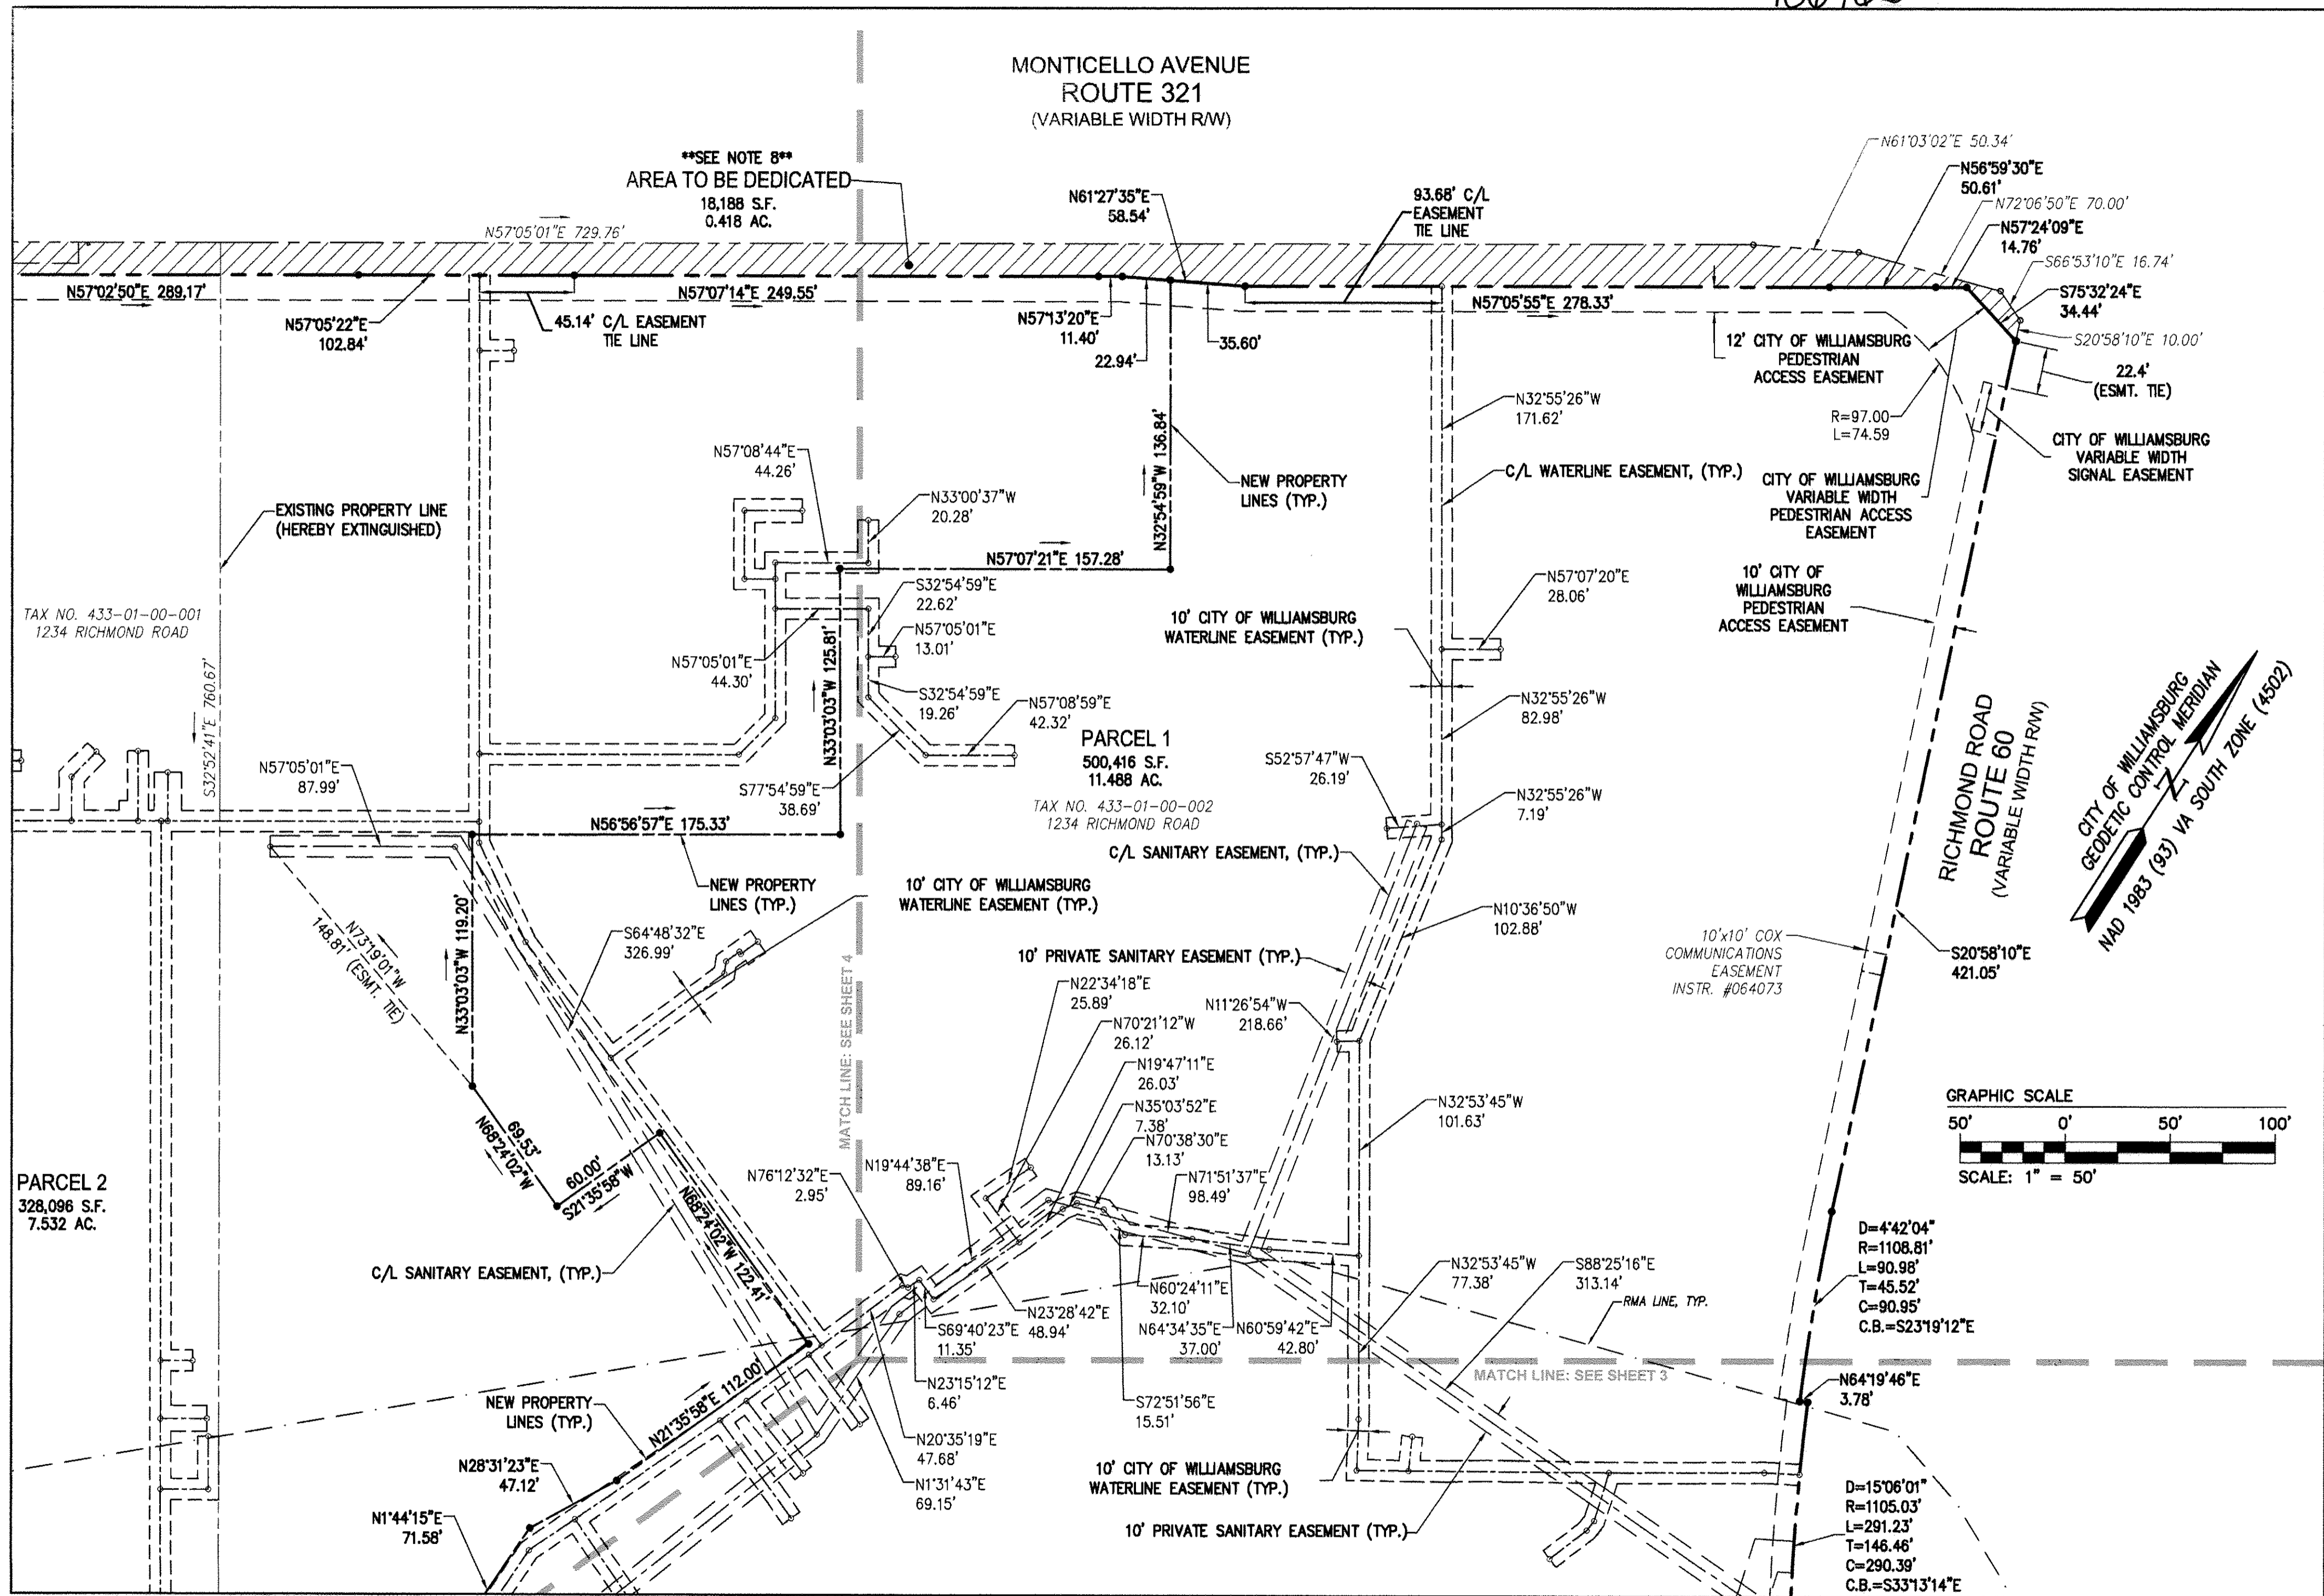 MONTICELLO AVENUE
ROUTE 321
(VARIABLE WIDTH R/W)
**SEE NOTE 8**
AREA TO BE DEDICATED
18,188 S.F.
0.418 AC.
N57°05'01"E 729.76'
N61°27'35"E
58.54'
93.68' C/L
EASEMENT
TIE LINE
N61°03'02"E 50.34'
N56°59'30"E
50.61'
N72°06'50"E 70.00'
N57°24'09"E
14.76'
S66°53'10"E 16.74'
S75°32'24"E
34.44'
S20°58'10"E 10.00'
22.4'
(ESMT. TIE)
N57°02'50"E 289.17'
N57°05'22"E
102.84'
N57°07'14"E 249.55'
45.14' C/L EASEMENT
TIE LINE
N57°13'20"E
11.40'
22.94'
35.60'
N57°05'55"E 278.33'
12' CITY OF WILLIAMSBURG
PEDESTRIAN
ACCESS EASEMENT
R=97.00
L=74.59
CITY OF WILLIAMSBURG
VARIABLE WIDTH
SIGNAL EASEMENT
CITY OF WILLIAMSBURG
VARIABLE WIDTH
PEDESTRIAN ACCESS
EASEMENT
N32°55'26"W
171.62'
C/L WATERLINE EASEMENT, (TYP.)
N32°54'59"W 136.84'
NEW PROPERTY
LINES (TYP.)
N57°08'44"E
44.26'
N33°00'37"W
20.28'
EXISTING PROPERTY LINE
(HEREBY EXTINGUISHED)
N57°07'21"E 157.28'
S32°54'59"E
22.62'
N57°05'01"E
13.01'
TAX NO. 433-01-00-001
1234 RICHMOND ROAD
S32°52'41"E 760.67'
N57°05'01"E
44.30'
N33°03'03"W 125.81'
S32°54'59"E
19.26'
N57°08'59"E
42.32'
10' CITY OF WILLIAMSBURG
WATERLINE EASEMENT (TYP.)
N57°07'20"E
28.06'
10' CITY OF
WILLIAMSBURG
PEDESTRIAN
ACCESS EASEMENT
N32°55'26"W
82.98'
PARCEL 1
500,416 S.F.
11.488 AC.
TAX NO. 433-01-00-002
1234 RICHMOND ROAD
S52°57'47"W
26.19'
N32°55'26"W
7.19'
N57°05'01"E
87.99'
S77°54'59"E
38.69'
N56°56'57"E 175.33'
C/L SANITARY EASEMENT, (TYP.)
NEW PROPERTY
LINES (TYP.)
10' CITY OF WILLIAMSBURG
WATERLINE EASEMENT (TYP.)
N33°03'03"W 119.20'
N73°19'01"W
148.81' (ESMT. TIE)
S64°48'32"E
326.99'
MATCH LINE: SEE SHEET 4
10' PRIVATE SANITARY EASEMENT (TYP.)
N10°36'50"W
102.88'
RICHMOND ROAD
ROUTE 60
(VARIABLE WIDTH R/W)
CITY OF WILLIAMSBURG
GEODETIC CONTROL MERIDIAN
N
NAD 1983 (93) VA SOUTH ZONE (4502)
10'x10' COX
COMMUNICATIONS
EASEMENT
INSTR. #064073
S20°58'10"E
421.05'
N22°34'18"E
25.89'
N11°26'54"W
218.66'
N70°21'12"W
26.12'
N19°47'11"E
26.03'
N35°03'52"E
7.38'
N70°38'30"E
13.13'
N71°51'37"E
98.49'
N32°53'45"W
101.63'
GRAPHIC SCALE
50' 0' 50' 100'
SCALE: 1" = 50'
69.53'
N68°24'02"W
60.00'
S21°35'58"W
N68°24'02"W 122.41'
N76°12'32"E
2.95'
N19°44'38"E
89.16'
PARCEL 2
328,096 S.F.
7.532 AC.
C/L SANITARY EASEMENT, (TYP.)
D=4°42'04"
R=1108.81'
L=90.98'
T=45.52'
C=90.95'
C.B.=S23°19'12"E
N32°53'45"W
77.38'
S88°25'16"E
313.14'
RMA LINE, TYP.
N60°24'11"E
32.10'
N64°34'35"E
37.00'
N60°59'42"E
42.80'
N23°28'42"E
48.94'
S69°40'23"E
11.35'
N23°15'12"E
6.46'
S72°51'56"E
15.51'
MATCH LINE: SEE SHEET 3
N64°19'46"E
3.78'
NEW PROPERTY
LINES (TYP.)
N21°35'58"E 112.00'
N28°31'23"E
47.12'
N20°35'19"E
47.68'
N1°31'43"E
69.15'
N1°44'15"E
71.58'
10' CITY OF WILLIAMSBURG
WATERLINE EASEMENT (TYP.)
10' PRIVATE SANITARY EASEMENT (TYP.)
D=15°06'01"
R=1105.03'
L=291.23'
T=146.46'
C=290.39'
C.B.=S33°13'14"E